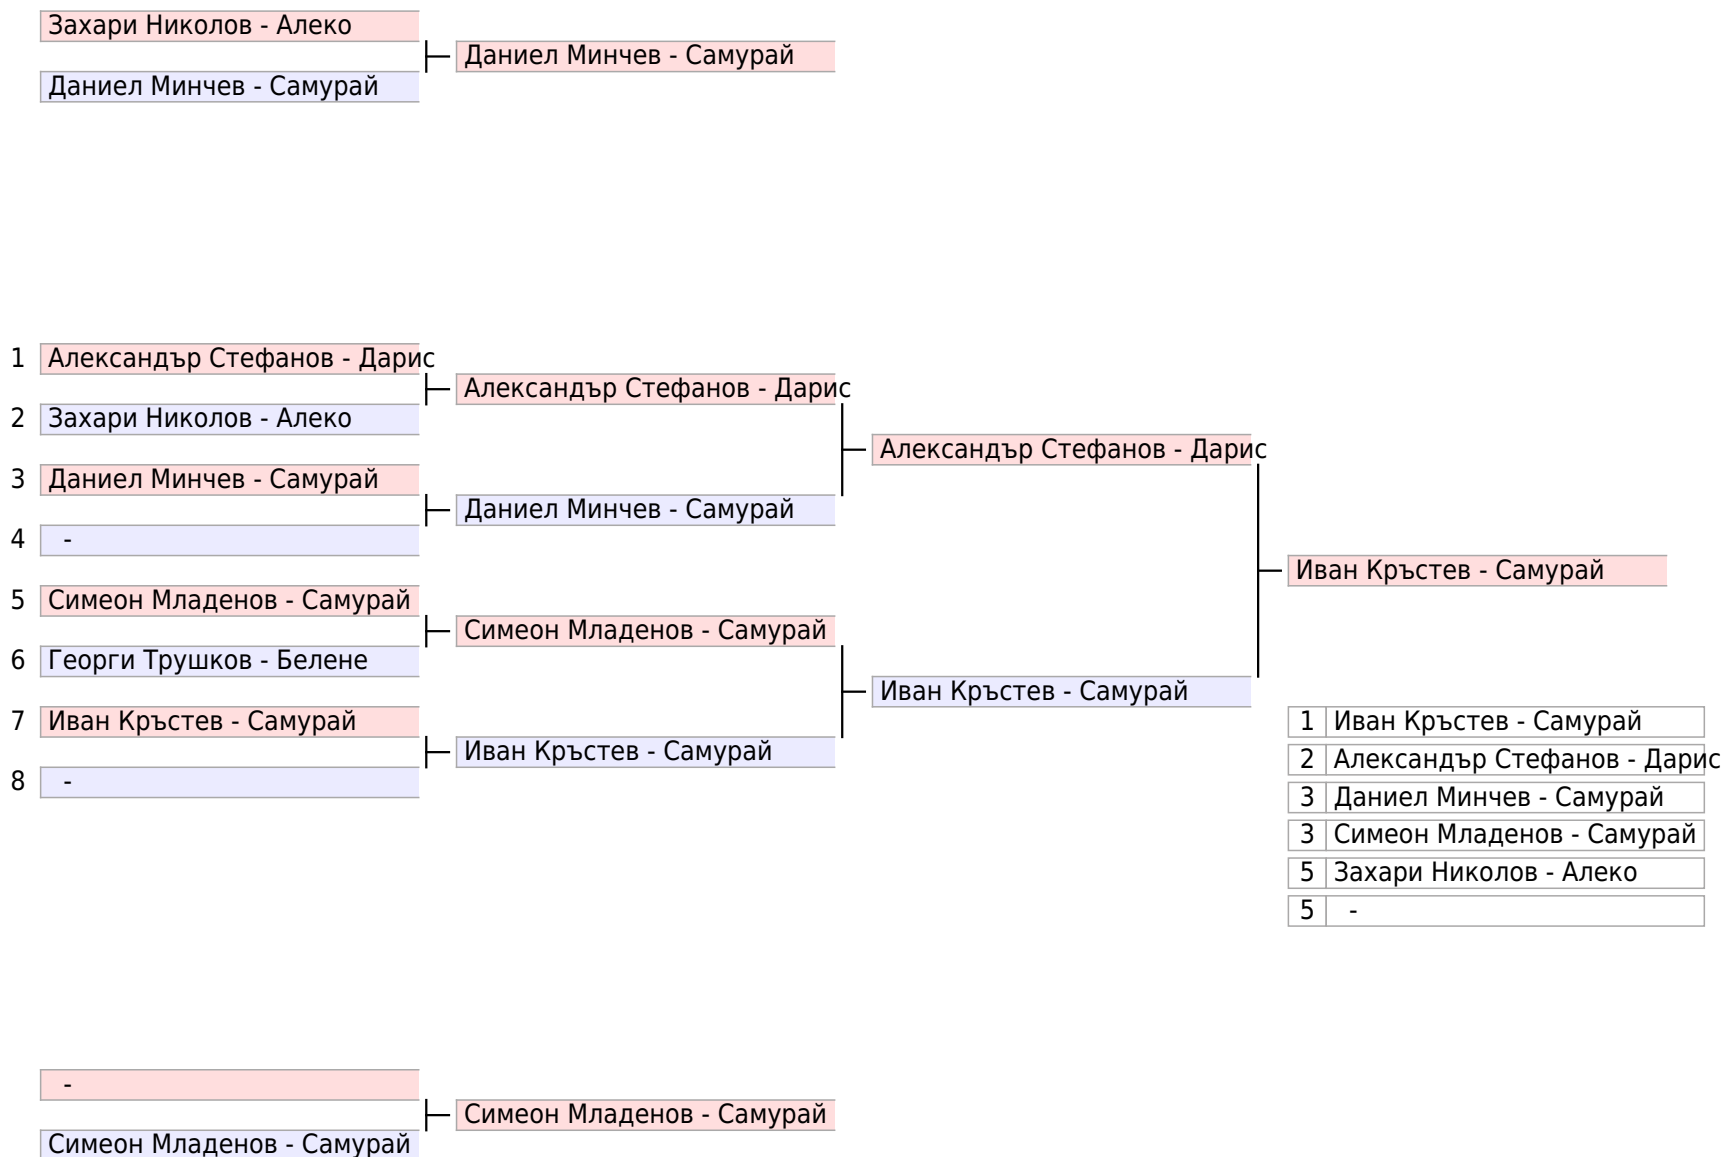 Захари Николов - Алеко
Даниел Минчев - Самурай
Даниел Минчев - Самурай
1 Александър Стефанов - Дарис
Александър Стефанов - Дарис
2 Захари Николов - Алеко
Александър Стефанов - Дарис
3 Даниел Минчев - Самурай
Даниел Минчев - Самурай
4 -
Иван Кръстев - Самурай
5 Симеон Младенов - Самурай
Симеон Младенов - Самурай
6 Георги Трушков - Белене
Иван Кръстев - Самурай
7 Иван Кръстев - Самурай
Иван Кръстев - Самурай
8 -
1 Иван Кръстев - Самурай
2 Александър Стефанов - Дарис
3 Даниел Минчев - Самурай
3 Симеон Младенов - Самурай
5 Захари Николов - Алеко
5 -
-
Симеон Младенов - Самурай
Симеон Младенов - Самурай